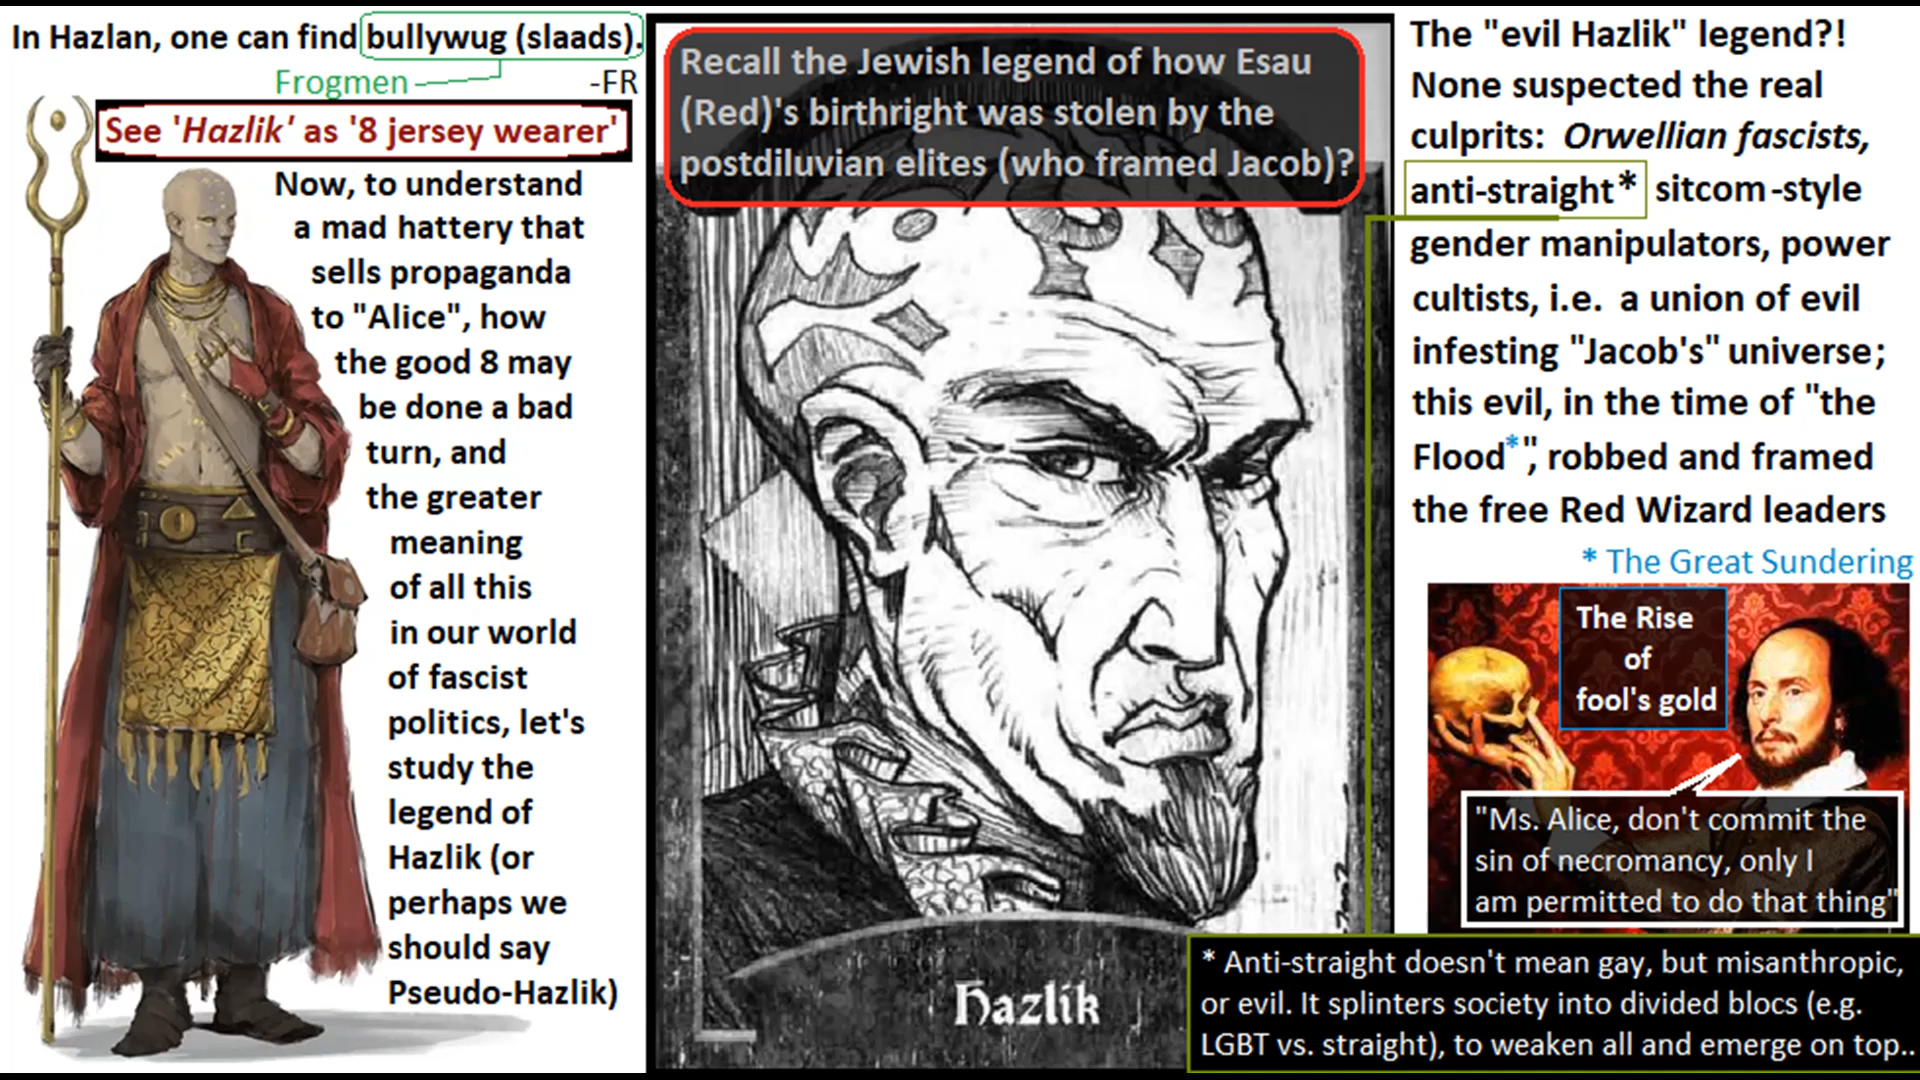 In Hazlan, one can find bullywug (slaads).
Frogmen
-FR
See 'Hazlik' as '8 jersey wearer'
Now, to understand
a mad hattery that
sells propaganda
to "Alice", how
the good 8 may
be done a bad
turn, and
the greater
meaning
of all this
in our world
of fascist
politics, let's
study the
legend of
Hazlik (or
perhaps we
should say
Pseudo-Hazlik)
Recall the Jewish legend of how Esau
(Red)'s birthright was stolen by the
postdiluvian elites (who framed Jacob)?
Hazlik
The "evil Hazlik" legend?!
None suspected the real
culprits: Orwellian fascists,
anti-straight* sitcom-style
gender manipulators, power
cultists, i.e. a union of evil
infesting "Jacob's" universe;
this evil, in the time of "the
Flood*", robbed and framed
the free Red Wizard leaders
* The Great Sundering
The Rise
of
fool's gold
"Ms. Alice, don't commit the
sin of necromancy, only I
am permitted to do that thing"
* Anti-straight doesn't mean gay, but misanthropic,
or evil. It splinters society into divided blocs (e.g.
LGBT vs. straight), to weaken all and emerge on top..